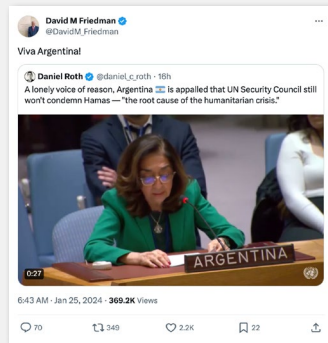 David M Friedman
@DavidM_Friedman
Viva Argentina!
Daniel Roth @daniel_c_roth · 16h
A lonely voice of reason, Argentina 🇦🇷 is appalled that UN Security Council still
won't condemn Hamas — "the root cause of the humanitarian crisis."
ARGENTINA
0:27
6:43 AM · Jan 25, 2024 · 369.2K Views
70 349 2.2K 22